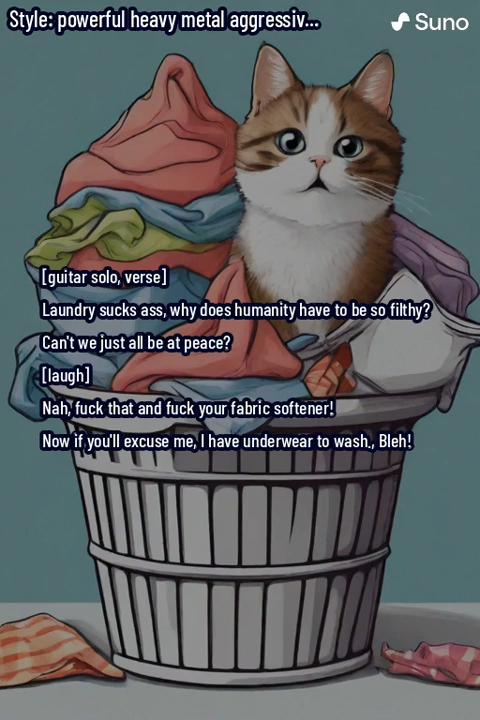 Style: powerful heavy metal aggressiv...
Suno
[guitar solo, verse]
Laundry sucks ass, why does humanity have to be so filthy?
Can't we just all be at peace?
[laugh]
Nah, fuck that and fuck your fabric softener!
Now if you'll excuse me, I have underwear to wash., Bleh!